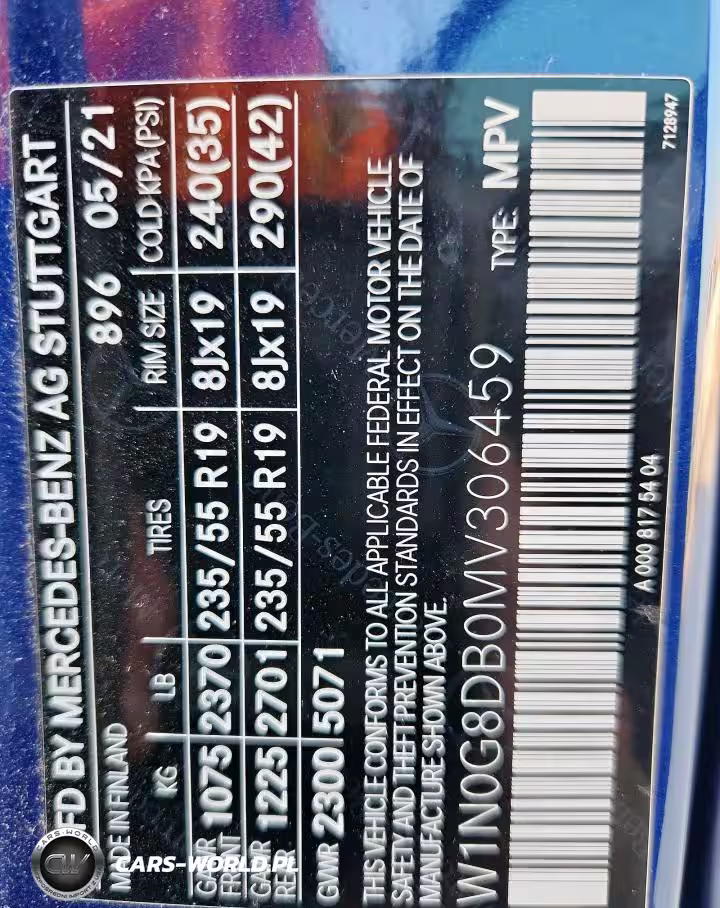 FD BY MERCEDES-BENZ AG STUTTGART
MADE IN FINLAND 896 05/21
KG LB TIRES RIM SIZE COLD KPA(PSI)
GAWR FRONT 1075 2370 235/55 R19 8Jx19 240(35)
GAWR REAR 1225 2701 235/55 R19 8Jx19 290(42)
GVWR 2300 5071
THIS VEHICLE CONFORMS TO ALL APPLICABLE FEDERAL MOTOR VEHICLE
SAFETY AND THEFT PREVENTION STANDARDS IN EFFECT ON THE DATE OF
MANUFACTURE SHOWN ABOVE.
W1N0G8DB0MV306459 TYPE: MPV
A 000 817 54 04 7128947
CARS-WORLD.PL